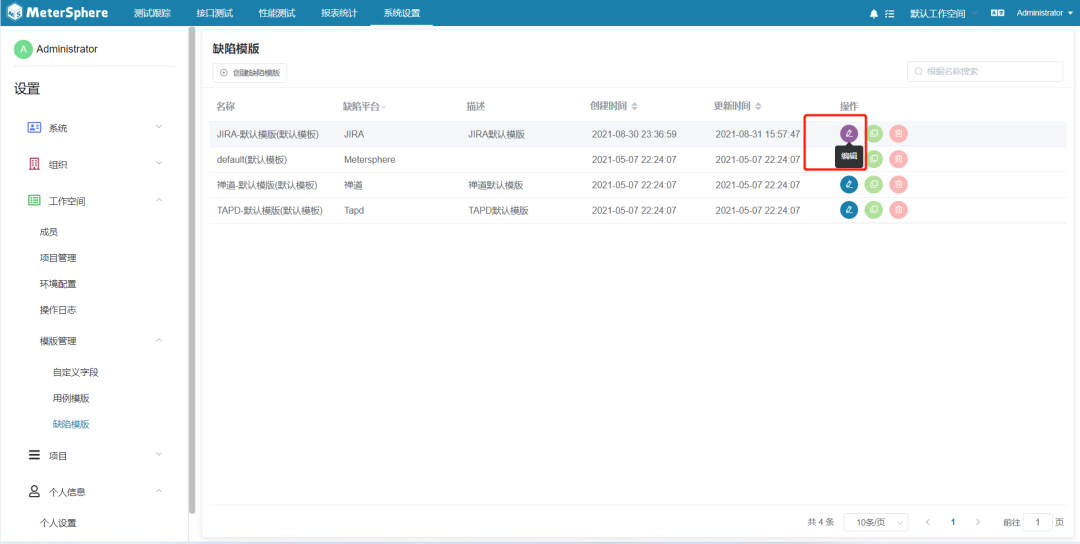 MeterSphere 测试跟踪 接口测试 性能测试 报表统计 系统设置 默认工作空间 Administrator
A Administrator
设置
系统
组织
工作空间
成员
项目管理
环境配置
操作日志
模版管理
自定义字段
用例模版
缺陷模版
项目
个人信息
个人设置
缺陷模版
创建缺陷模版 根据名称搜索
名称 缺陷平台 描述 创建时间 更新时间 操作
JIRA-默认模版(默认模板) JIRA JIRA默认模版 2021-08-30 23:36:59 2021-08-31 15:57:47
编辑
default(默认模板) Metersphere 2021-05-07 22:24:07 2021-05-07 22:24:07
禅道-默认模版(默认模板) 禅道 禅道默认模版 2021-05-07 22:24:07 2021-05-07 22:24:07
TAPD-默认模版(默认模板) Tapd TAPD默认模版 2021-05-07 22:24:07 2021-05-07 22:24:07
共 4 条 10条/页 1 前往 1 页